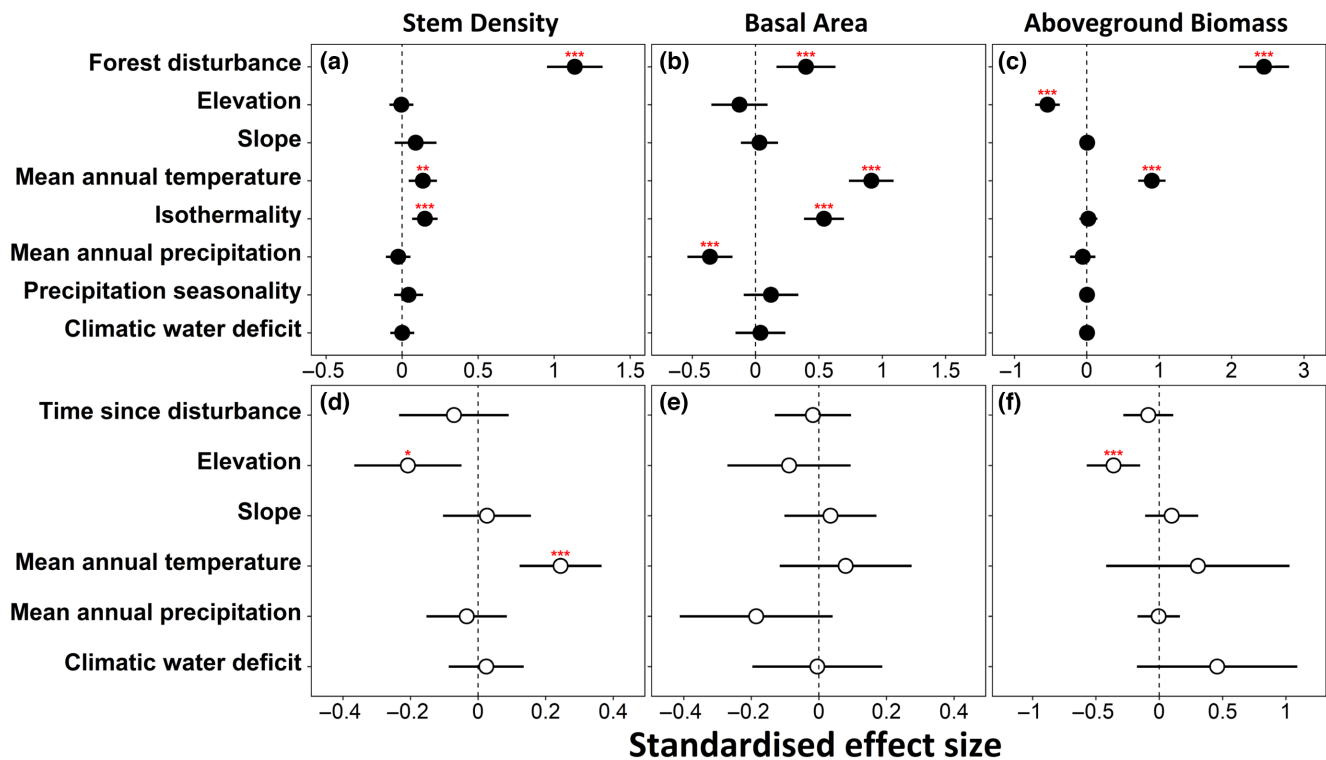 Stem Density Basal Area Aboveground Biomass
(a) (b) (c)
Forest disturbance *** *** ***
Elevation ***
Slope
Mean annual temperature ** *** ***
Isothermality *** ***
Mean annual precipitation ***
Precipitation seasonality
Climatic water deficit
–0.5 0 0.5 1 1.5 –0.5 0 0.5 1 1.5 –1 0 1 2 3
(d) (e) (f)
Time since disturbance
Elevation * ***
Slope
Mean annual temperature ***
Mean annual precipitation
Climatic water deficit
–0.4 –0.2 0 0.2 0.4 –0.4 –0.2 0 0.2 0.4 –1 0 0.5 1
Standardised effect size